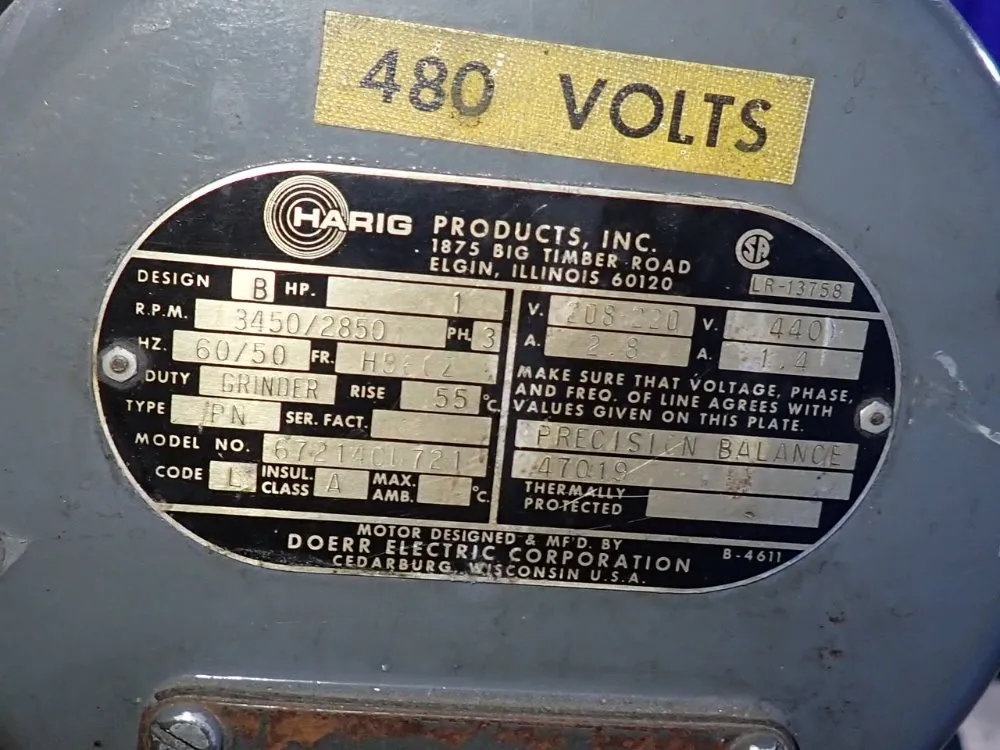 480 VOLTS
HARIG PRODUCTS, INC.
1875 BIG TIMBER ROAD
ELGIN, ILLINOIS 60120
CSA
LR-13758
DESIGN B HP. 1
R.P.M. 3450/2850 PH. 3
HZ. 60/50 FR.
DUTY GRINDER RISE 55 °C.
TYPE PN SER. FACT.
MODEL NO.
CODE L INSUL. CLASS A MAX. AMB. °C.
V. 208-220 V. 440
A. 2.8 A. 1.4
MAKE SURE THAT VOLTAGE, PHASE,
AND FREQ. OF LINE AGREES WITH
VALUES GIVEN ON THIS PLATE.
PRECISION BALANCE
47019
THERMALLY
PROTECTED
MOTOR DESIGNED & MF'D. BY
DOERR ELECTRIC CORPORATION
CEDARBURG, WISCONSIN U.S.A.
B-4611